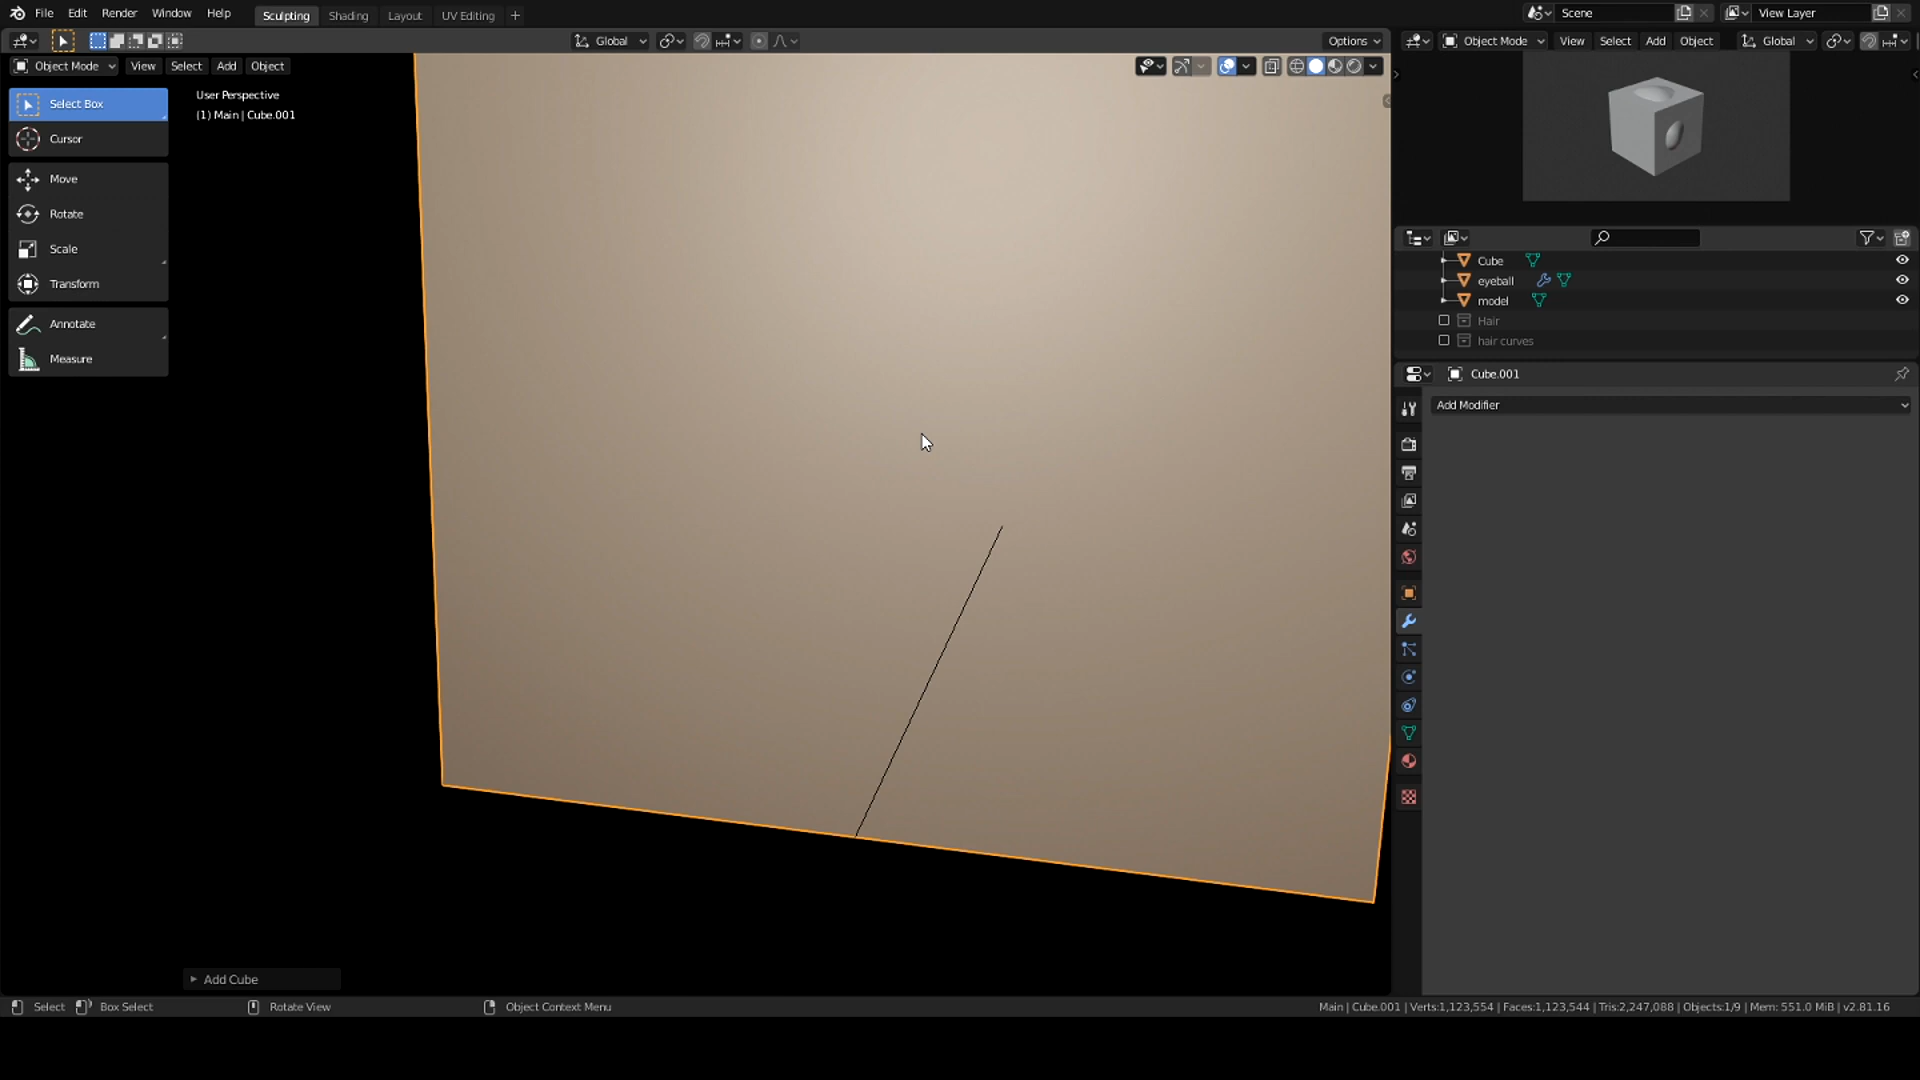 File Edit Render Window Help Sculpting Shading Layout UV Editing + Scene View Layer
Global Options Object Mode View Select Add Object Global
Object Mode View Select Add Object
Select Box
User Perspective
(1) Main | Cube.001
Cursor
Move
Rotate
Scale
Transform
Annotate
Measure
Cube
eyeball
model
Hair
hair curves
Cube.001
Add Modifier
Add Cube
Select Box Select Rotate View Object Context Menu Main | Cube.001 | Verts:1,123,554 | Faces:1,123,544 | Tris:2,247,088 | Objects:1/9 | Mem: 551.0 MiB | v2.81.16